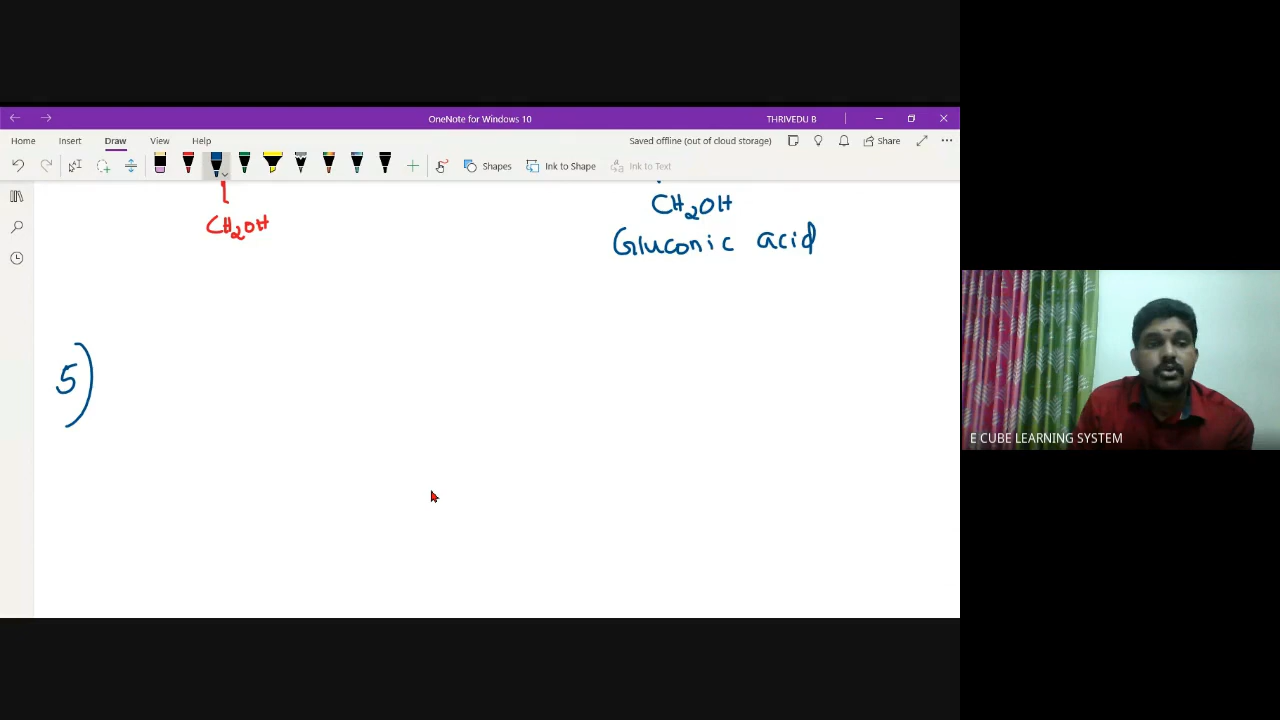 OneNote for Windows 10
THRIVEDU B
Home Insert Draw View Help
Saved offline (out of cloud storage)
Share
Shapes
Ink to Shape
Ink to Text
CH2OH
CH2OH
Gluconic acid
5)
E CUBE LEARNING SYSTEM